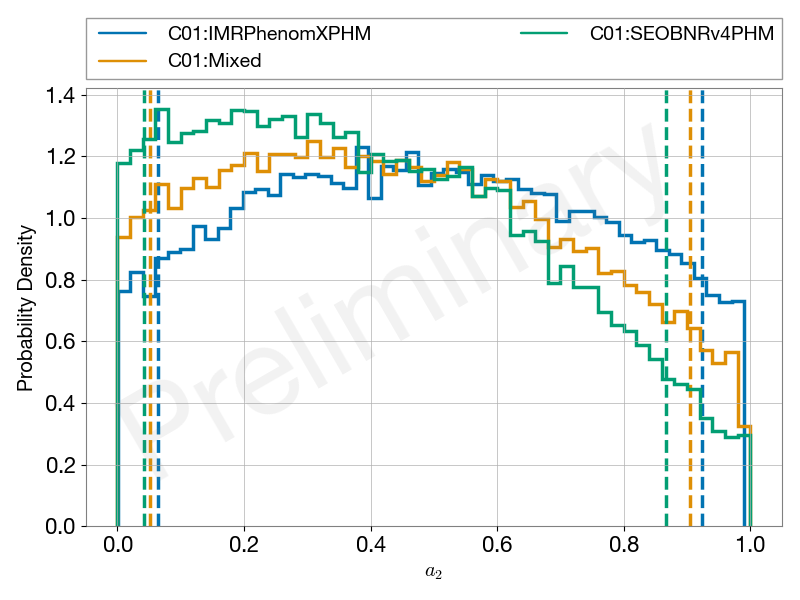 C01:IMRPhenomXPHM
C01:Mixed
C01:SEOBNRv4PHM
1.4
1.2
1.0
0.8
0.6
0.4
0.2
0.0
Probability Density
Preliminary
0.0 0.2 0.4 0.6 0.8 1.0
a₂